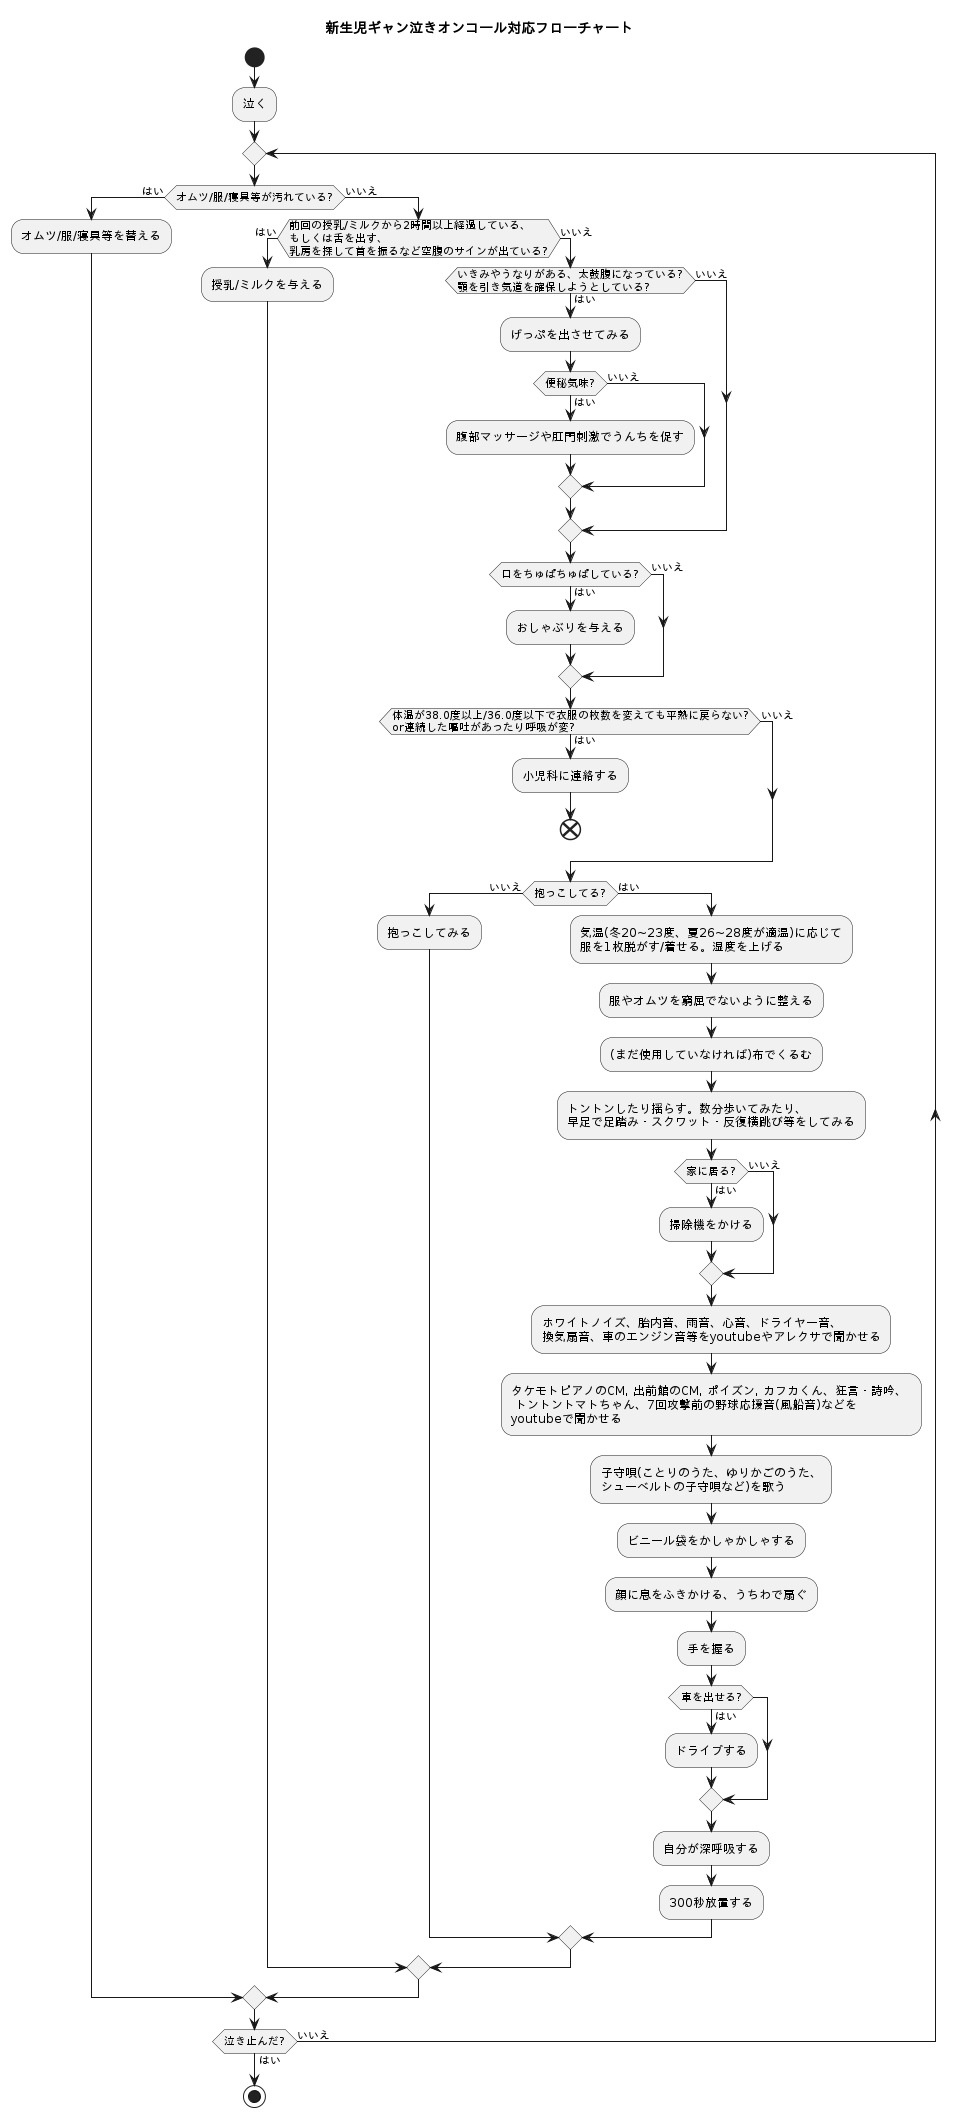 新生児ギャン泣きオンコール対応フローチャート
泣く
オムツ/服/寝具等が汚れている?
はい
いいえ
オムツ/服/寝具等を替える
前回の授乳/ミルクから2時間以上経過している、
もしくは舌を出す、
乳房を探して首を振るなど空腹のサインが出ている?
はい
いいえ
授乳/ミルクを与える
いきみやうなりがある、太鼓腹になっている?
顎を引き気道を確保しようとしている?
いいえ
はい
げっぷを出させてみる
便秘気味?
いいえ
はい
腹部マッサージや肛門刺激でうんちを促す
口をちゅぱちゅぱしている?
いいえ
はい
おしゃぶりを与える
体温が38.0度以上/36.0度以下で衣服の枚数を変えても平熱に戻らない?
or連続した嘔吐があったり呼吸が変?
いいえ
はい
小児科に連絡する
抱っこしてる?
いいえ
はい
抱っこしてみる
気温(冬20~23度、夏26~28度が適温)に応じて
服を1枚脱がす/着せる。湿度を上げる
服やオムツを窮屈でないように整える
(まだ使用していなければ)布でくるむ
トントンしたり揺らす。数分歩いてみたり、
早足で足踏み・スクワット・反復横跳び等をしてみる
家に居る?
いいえ
はい
掃除機をかける
ホワイトノイズ、胎内音、雨音、心音、ドライヤー音、
換気扇音、車のエンジン音等をyoutubeやアレクサで聞かせる
タケモトピアノのCM, 出前館のCM, ポイズン, カフカくん、狂言・詩吟、
トントントマトちゃん、7回攻撃前の野球応援音(風船音)などを
youtubeで聞かせる
子守唄(ことりのうた、ゆりかごのうた、
シューベルトの子守唄など)を歌う
ビニール袋をかしゃかしゃする
顔に息をふきかける、うちわで扇ぐ
手を握る
車を出せる?
はい
ドライブする
自分が深呼吸する
300秒放置する
泣き止んだ?
いいえ
はい